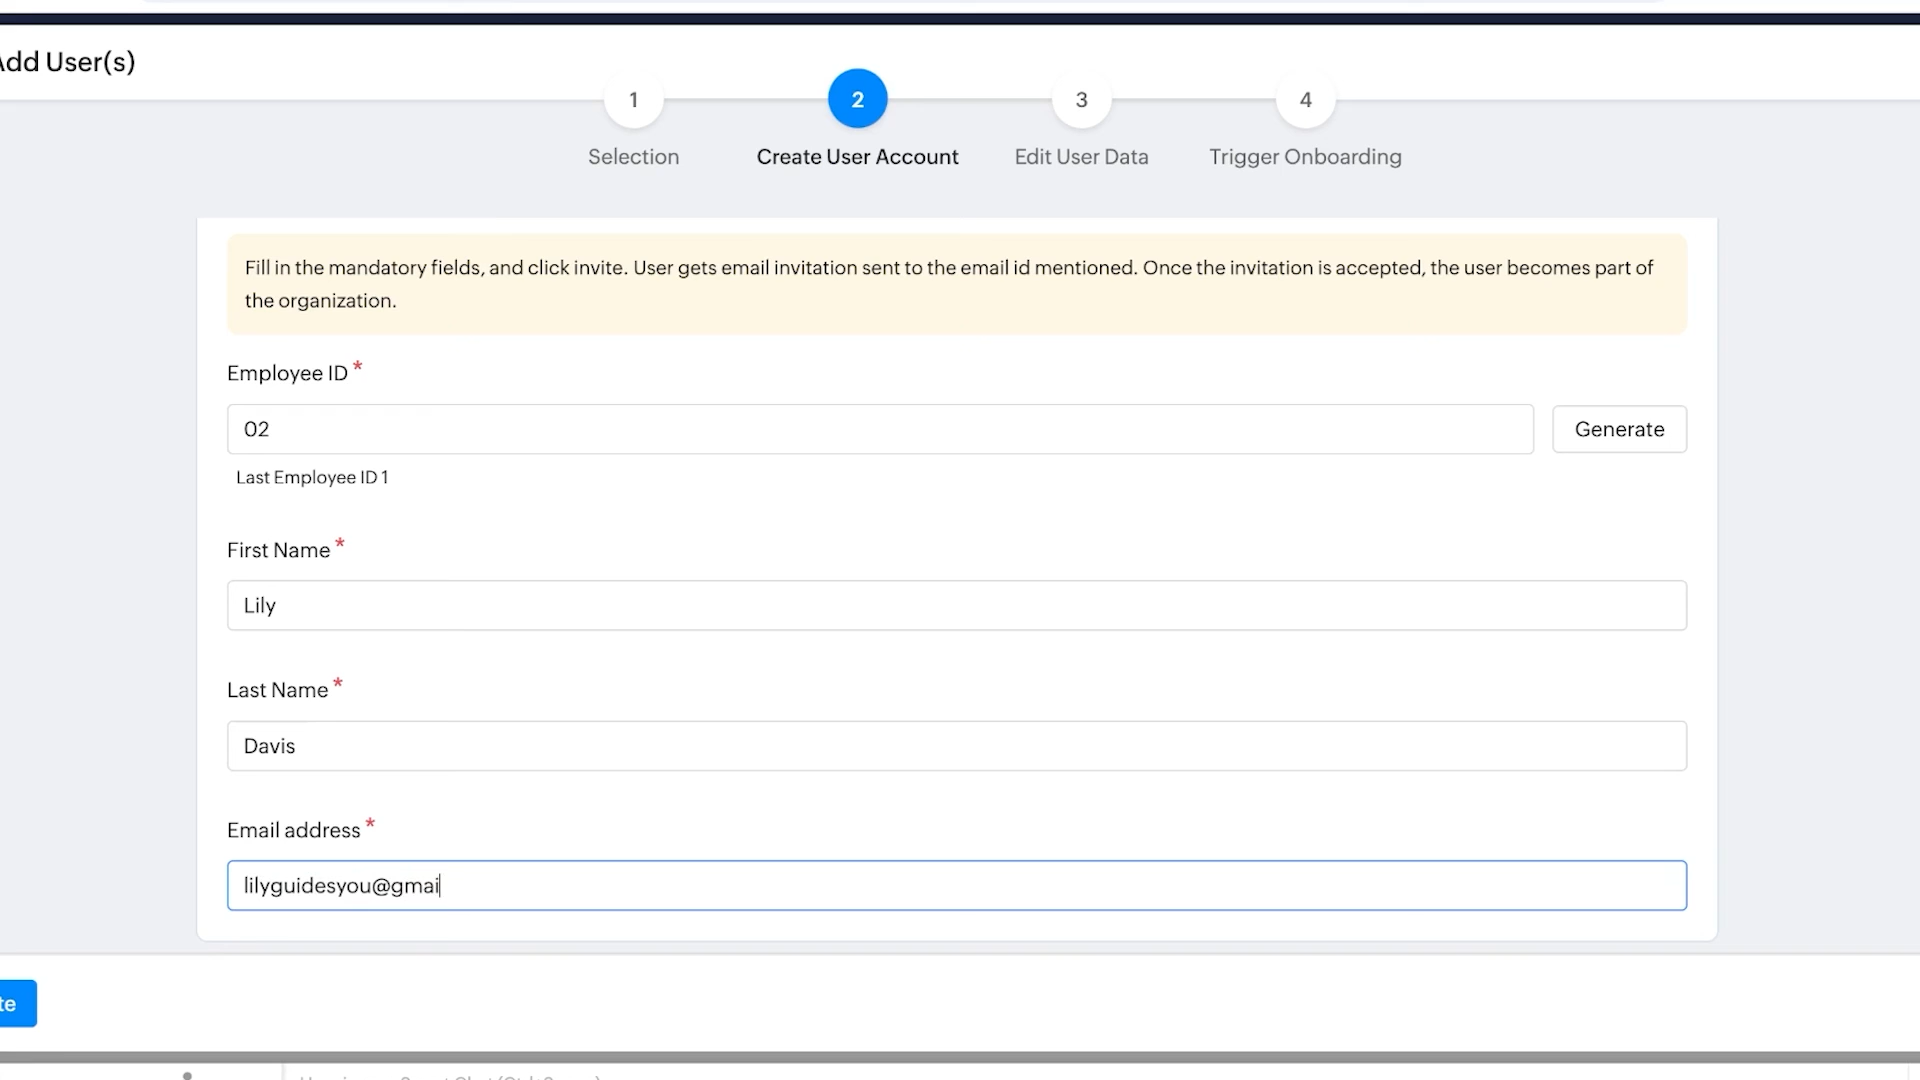 Add User(s)
1
2
3
4
Selection
Create User Account
Edit User Data
Trigger Onboarding
Fill in the mandatory fields, and click invite. User gets email invitation sent to the email id mentioned. Once the invitation is accepted, the user becomes part of
the organization.
Employee ID *
02
Generate
Last Employee ID 1
First Name *
Lily
Last Name *
Davis
Email address *
lilyguidesyou@gmai
te